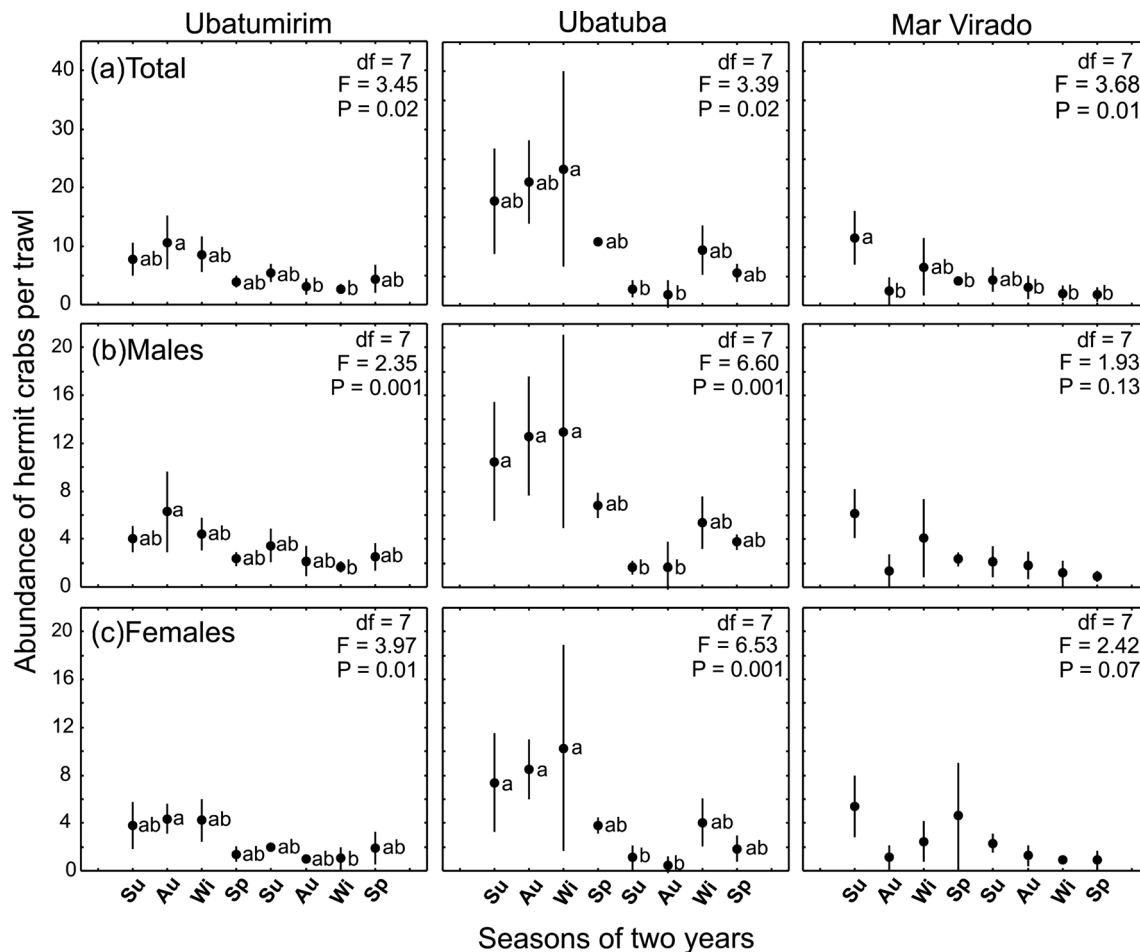 Ubatumirim Ubatuba Mar Virado
(a)Total
df = 7
F = 3.45
P = 0.02
df = 7
F = 3.39
P = 0.02
df = 7
F = 3.68
P = 0.01
40
30
20
10
0
ab a ab ab ab b b ab
ab ab a ab b b ab ab
a b ab b b b b b
(b)Males
df = 7
F = 2.35
P = 0.001
df = 7
F = 6.60
P = 0.001
df = 7
F = 1.93
P = 0.13
20
16
12
8
4
0
ab a ab ab ab ab b ab
a a a ab b b ab ab
(c)Females
df = 7
F = 3.97
P = 0.01
df = 7
F = 6.53
P = 0.001
df = 7
F = 2.42
P = 0.07
20
16
12
8
4
0
ab a ab ab ab ab b ab
a a a ab b b ab ab
Su Au Wi Sp Su Au Wi Sp
Su Au Wi Sp Su Au Wi Sp
Su Au Wi Sp Su Au Wi Sp
Abundance of hermit crabs per trawl
Seasons of two years